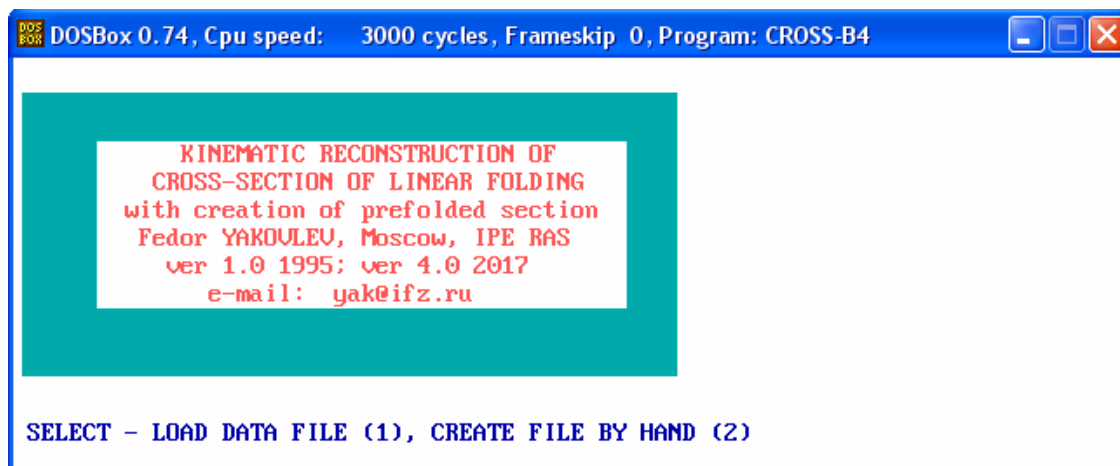 DOS BOX DOSBox 0.74, Cpu speed: 3000 cycles, Frameskip 0, Program: CROSS-B4
KINEMATIC RECONSTRUCTION OF
CROSS-SECTION OF LINEAR FOLDING
with creation of prefolded section
Fedor YAKOVLEV, Moscow, IPE RAS
ver 1.0 1995; ver 4.0 2017
e-mail: yak@ifz.ru
SELECT - LOAD DATA FILE (1), CREATE FILE BY HAND (2)